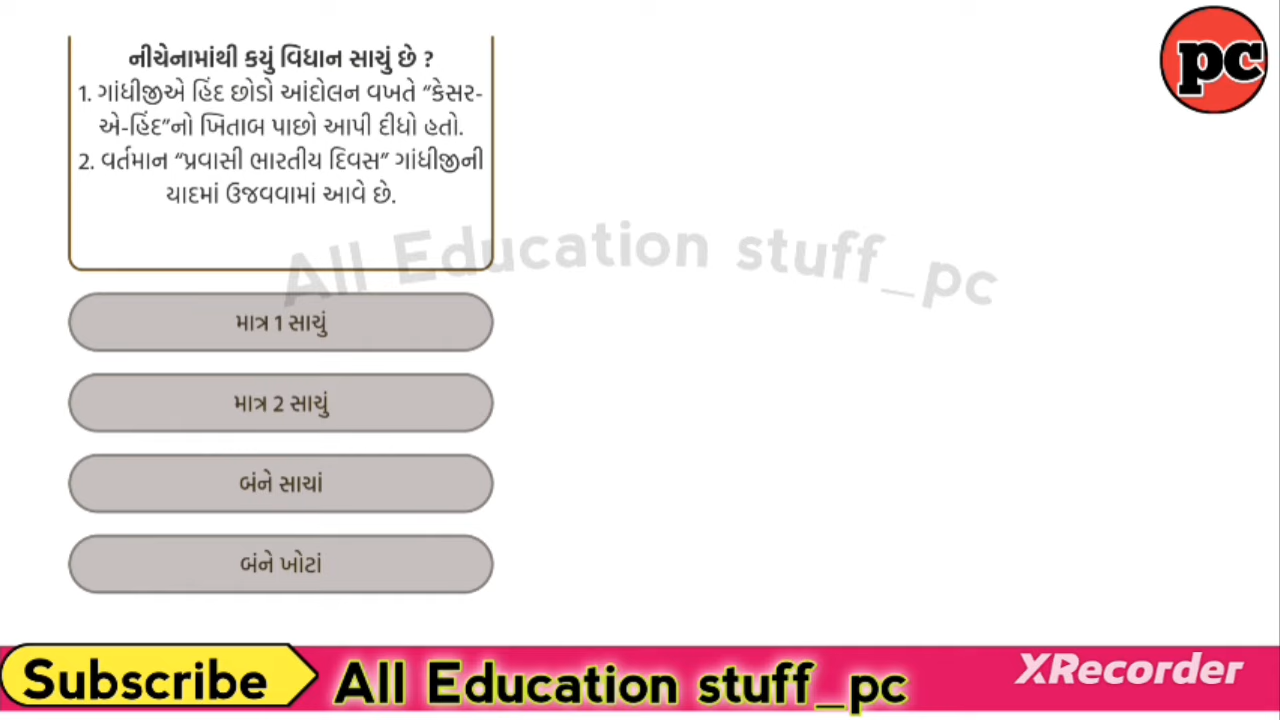 pc
નીચેનામાંથી કયું વિધાન સાચું છે ?
1. ગાંધીજીએ હિંદ છોડો આંદોલન વખતે “કેસર-
એ-હિંદ”નો ખિતાબ પાછો આપી દીધો હતો.
2. વર્તમાન “પ્રવાસી ભારતીય દિવસ” ગાંધીજીની
યાદમાં ઉજવવામાં આવે છે.
All Education stuff_pc
માત્ર 1 સાચું
માત્ર 2 સાચું
બંને સાચાં
બંને ખોટાં
Subscribe All Education stuff_pc
XRecorder